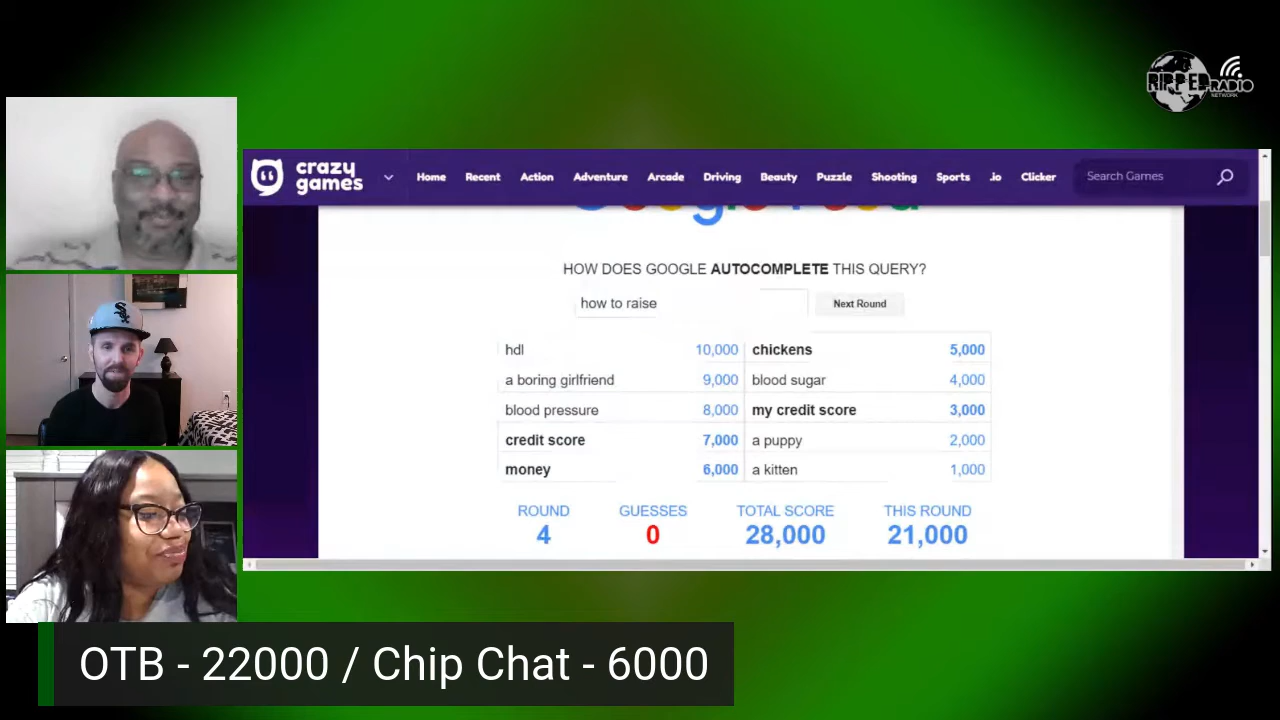 RIPPED RADIO
NETWORK
crazy games
Home Recent Action Adventure Arcade Driving Beauty Puzzle Shooting Sports .io Clicker Search Games
HOW DOES GOOGLE AUTOCOMPLETE THIS QUERY?
how to raise Next Round
hdl 10,000 chickens 5,000
a boring girlfriend 9,000 blood sugar 4,000
blood pressure 8,000 my credit score 3,000
credit score 7,000 a puppy 2,000
money 6,000 a kitten 1,000
ROUND GUESSES TOTAL SCORE THIS ROUND
4 0 28,000 21,000
OTB - 22000 / Chip Chat - 6000